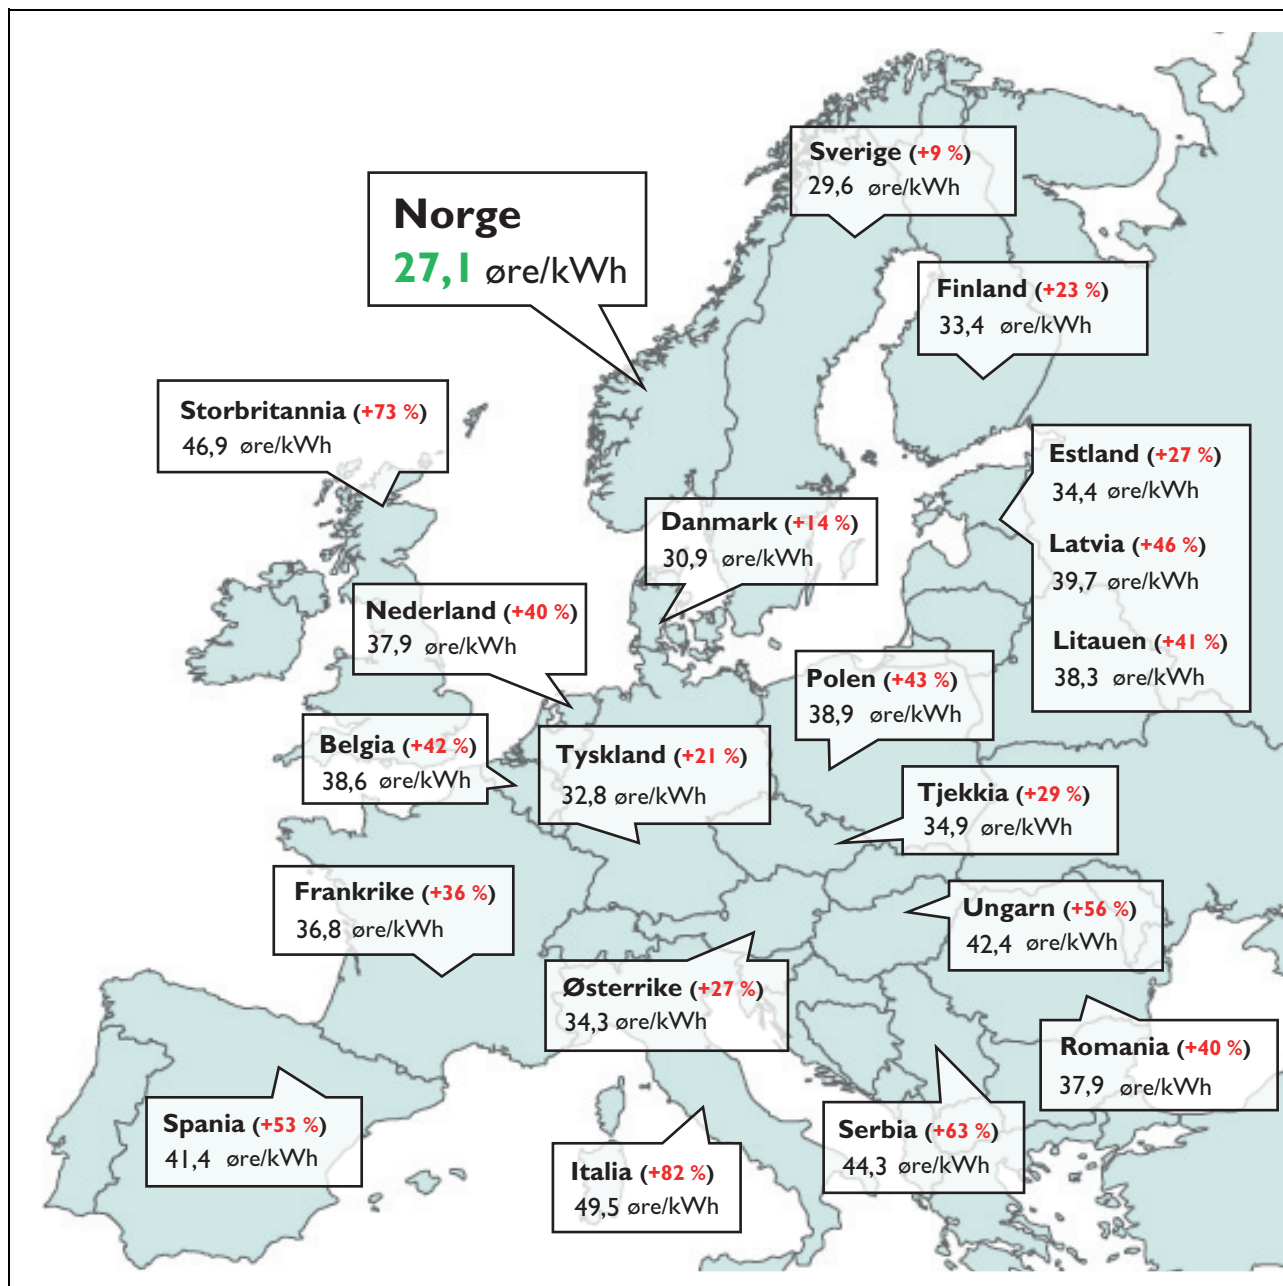 Sverige (+9 %)
29,6 øre/kWh
Norge
27,1 øre/kWh
Finland (+23 %)
33,4 øre/kWh
Storbritannia (+73 %)
46,9 øre/kWh
Estland (+27 %)
34,4 øre/kWh
Latvia (+46 %)
39,7 øre/kWh
Litauen (+41 %)
38,3 øre/kWh
Danmark (+14 %)
30,9 øre/kWh
Nederland (+40 %)
37,9 øre/kWh
Polen (+43 %)
38,9 øre/kWh
Belgia (+42 %)
38,6 øre/kWh
Tyskland (+21 %)
32,8 øre/kWh
Tjekkia (+29 %)
34,9 øre/kWh
Frankrike (+36 %)
36,8 øre/kWh
Ungarn (+56 %)
42,4 øre/kWh
Østerrike (+27 %)
34,3 øre/kWh
Romania (+40 %)
37,9 øre/kWh
Spania (+53 %)
41,4 øre/kWh
Serbia (+63 %)
44,3 øre/kWh
Italia (+82 %)
49,5 øre/kWh